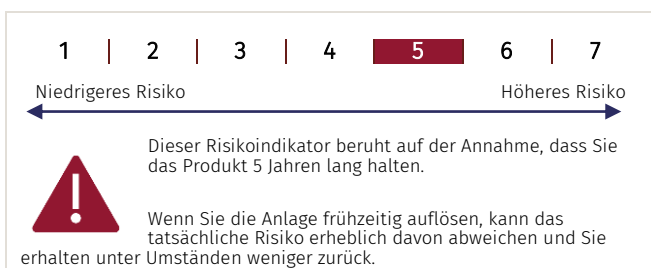 1 | 2 | 3 | 4 | 5 | 6 | 7
Niedrigeres Risiko Höheres Risiko
Dieser Risikoindikator beruht auf der Annahme, dass Sie
das Produkt 5 Jahren lang halten.
Wenn Sie die Anlage frühzeitig auflösen, kann das
tatsächliche Risiko erheblich davon abweichen und Sie
erhalten unter Umständen weniger zurück.